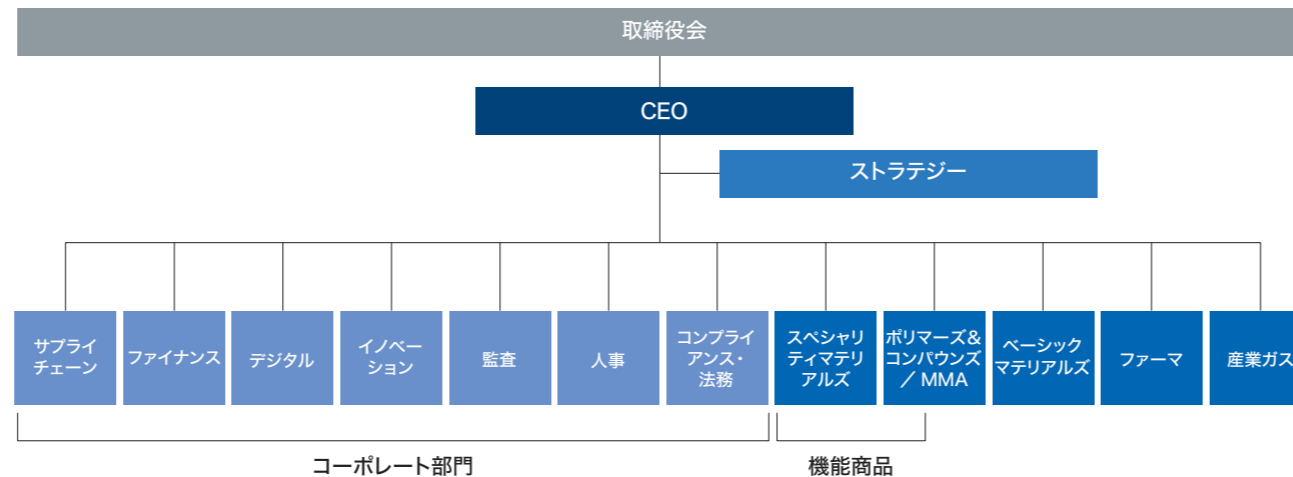 取締役会
CEO
ストラテジー
サプライ
チェーン
ファイナンス
デジタル
イノベー
ション
監査
人事
コンプライ
アンス・
法務
スペシャリ
ティマテリ
アルズ
ポリマーズ&
コンパウンズ
／MMA
ベーシック
マテリアルズ
ファーマ
産業ガス
コーポレート部門
機能商品